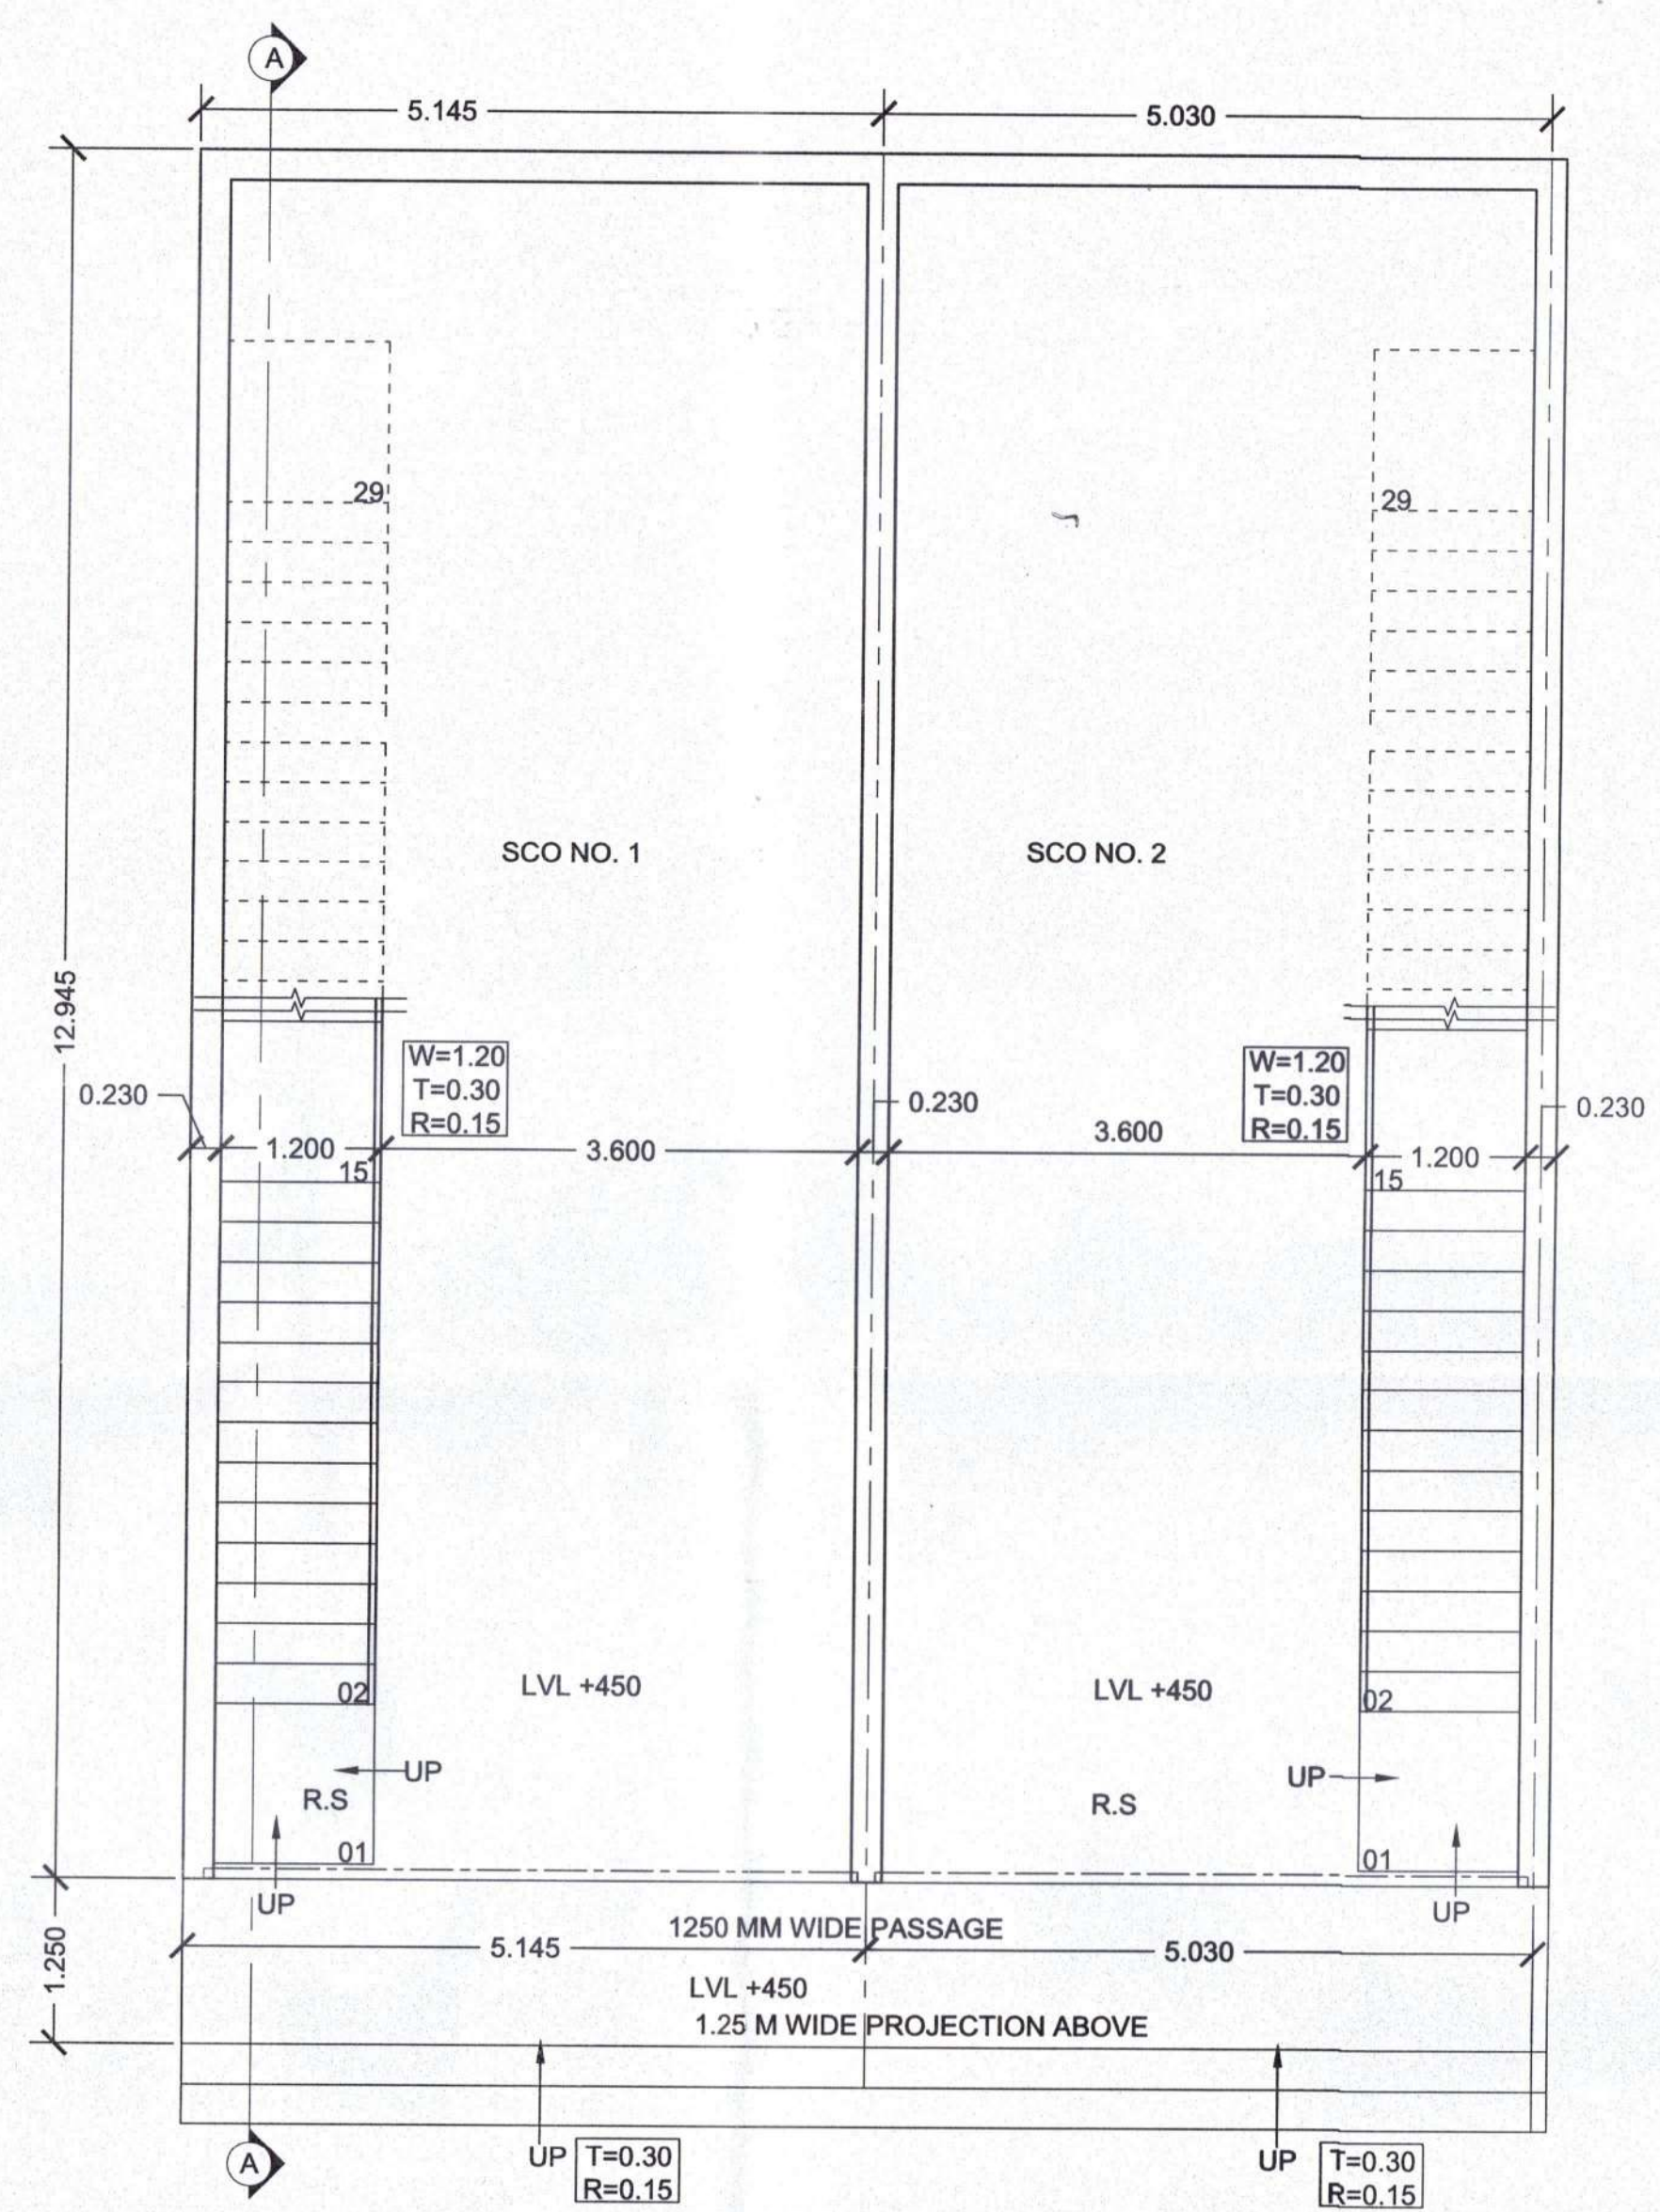 A
5.145
5.030
29
29
SCO NO. 1
SCO NO. 2
12.945
W=1.20
T=0.30
R=0.15
W=1.20
T=0.30
R=0.15
0.230
0.230
0.230
1.200
3.600
3.600
1.200
15
15
LVL +450
LVL +450
02
02
UP
UP
R.S
R.S
01
01
UP
UP
1250 MM WIDE PASSAGE
5.145
5.030
1.250
LVL +450
1.25 M WIDE PROJECTION ABOVE
A
UP
T=0.30
R=0.15
UP
T=0.30
R=0.15